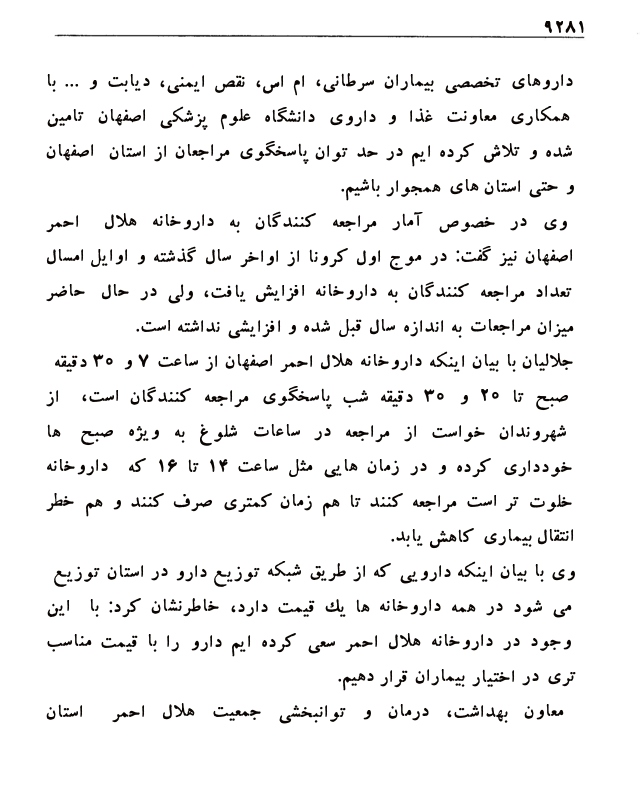 ۹۲۸۱
داروهای تخصصی بیماران سرطانی، ام اس، نقص ایمنی، دیابت و ... با
همکاری معاونت غذا و داروی دانشگاه علوم پزشکی اصفهان تامین
شده و تلاش کرده ایم در حد توان پاسخگوی مراجعان از استان اصفهان
و حتی استان های همجوار باشیم.
وی در خصوص آمار مراجعه کنندگان به داروخانه هلال احمر
اصفهان نیز گفت: در موج اول کرونا از اواخر سال گذشته و اوایل امسال
تعداد مراجعه کنندگان به داروخانه افزایش یافت، ولی در حال حاضر
میزان مراجعات به اندازه سال قبل شده و افزایشی نداشته است.
جلالیان با بیان اینکه داروخانه هلال احمر اصفهان از ساعت ۷ و ۳۰ دقیقه
صبح تا ۲۰ و ۳۰ دقیقه شب پاسخگوی مراجعه کنندگان است، از
شهروندان خواست از مراجعه در ساعات شلوغ به ویژه صبح ها
خودداری کرده و در زمان هایی مثل ساعت ۱۴ تا ۱۶ که داروخانه
خلوت تر است مراجعه کنند تا هم زمان کمتری صرف کنند و هم خطر
انتقال بیماری کاهش یابد.
وی با بیان اینکه دارویی که از طریق شبکه توزیع دارو در استان توزیع
می شود در همه داروخانه ها یك قیمت دارد، خاطرنشان کرد: با این
وجود در داروخانه هلال احمر سعی کرده ایم دارو را با قیمت مناسب
تری در اختیار بیماران قرار دهیم.
معاون بهداشت، درمان و توانبخشی جمعیت هلال احمر استان